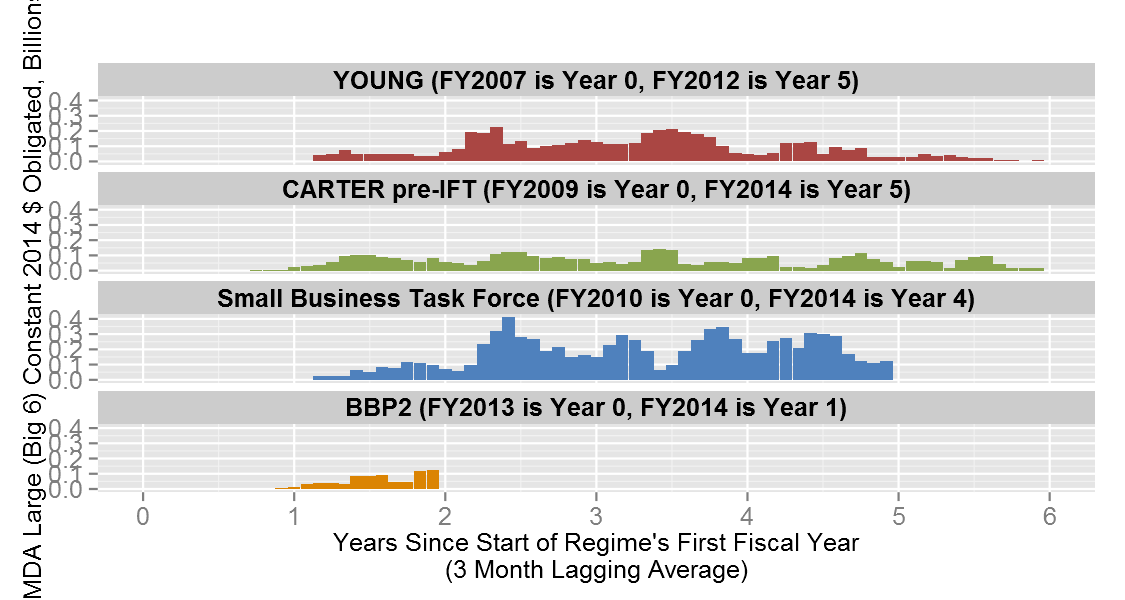 MDA Large (Big 6) Constant 2014 $ Obligated, Billions
YOUNG (FY2007 is Year 0, FY2012 is Year 5)
0.4
0.3
0.2
0.1
0.0
CARTER pre-IFT (FY2009 is Year 0, FY2014 is Year 5)
0.4
0.3
0.2
0.1
0.0
Small Business Task Force (FY2010 is Year 0, FY2014 is Year 4)
0.4
0.3
0.2
0.1
0.0
BBP2 (FY2013 is Year 0, FY2014 is Year 1)
0.4
0.3
0.2
0.1
0.0
0 1 2 3 4 5 6
Years Since Start of Regime's First Fiscal Year
(3 Month Lagging Average)